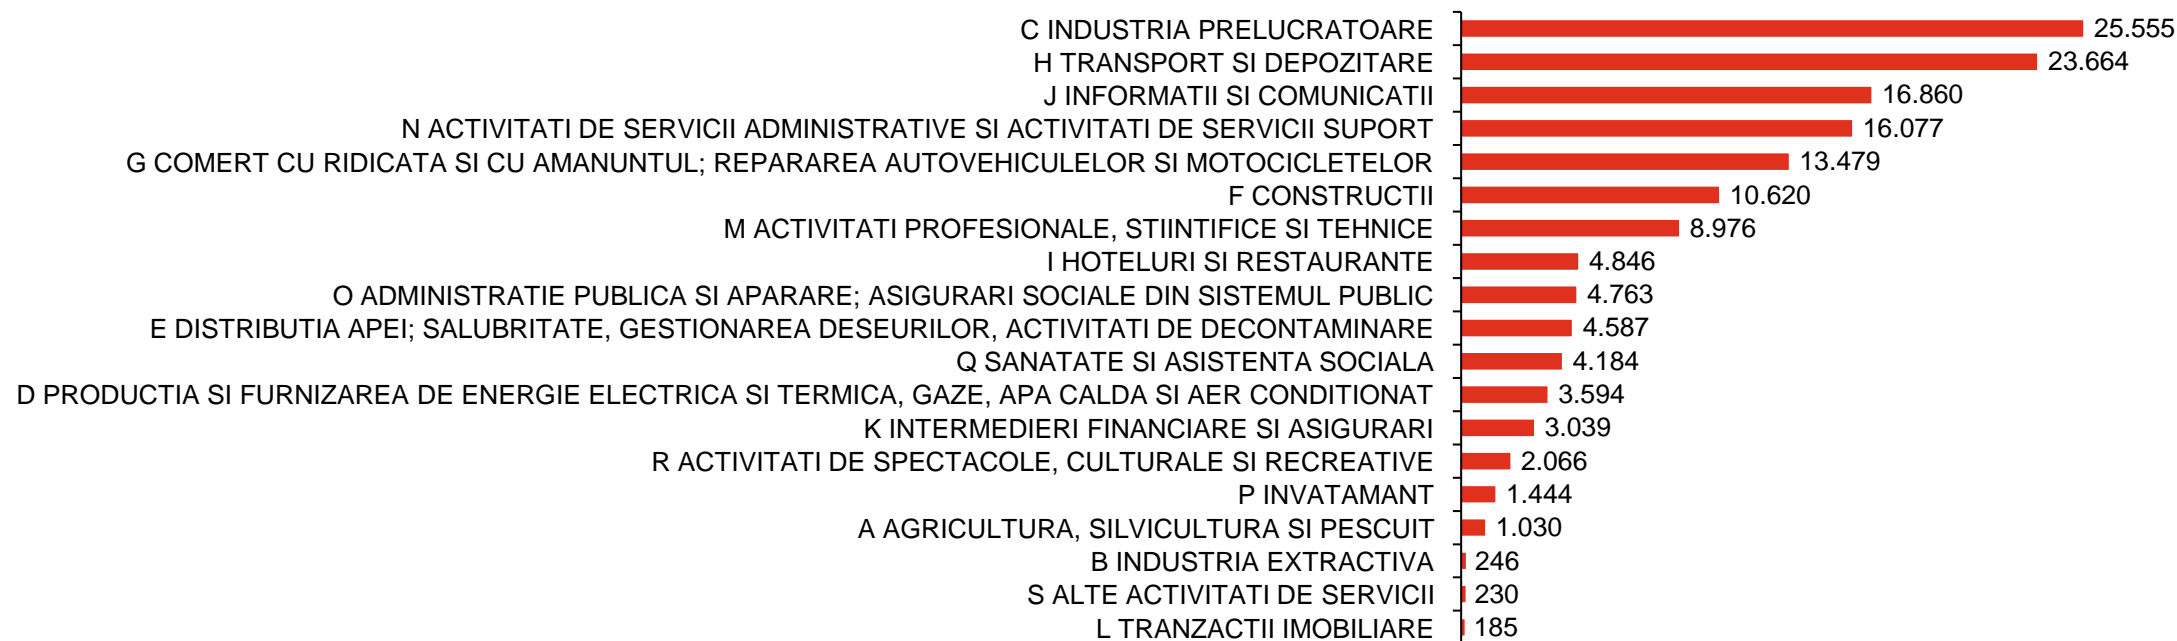 C INDUSTRIA PRELUCRATOARE 25.555
H TRANSPORT SI DEPOZITARE 23.664
J INFORMATII SI COMUNICATII 16.860
N ACTIVITATI DE SERVICII ADMINISTRATIVE SI ACTIVITATI DE SERVICII SUPORT 16.077
G COMERT CU RIDICATA SI CU AMANUNTUL; REPARAREA AUTOVEHICULELOR SI MOTOCICLETELOR 13.479
F CONSTRUCTII 10.620
M ACTIVITATI PROFESIONALE, STIINTIFICE SI TEHNICE 8.976
I HOTELURI SI RESTAURANTE 4.846
O ADMINISTRATIE PUBLICA SI APARARE; ASIGURARI SOCIALE DIN SISTEMUL PUBLIC 4.763
E DISTRIBUTIA APEI; SALUBRITATE, GESTIONAREA DESEURILOR, ACTIVITATI DE DECONTAMINARE 4.587
Q SANATATE SI ASISTENTA SOCIALA 4.184
D PRODUCTIA SI FURNIZAREA DE ENERGIE ELECTRICA SI TERMICA, GAZE, APA CALDA SI AER CONDITIONAT 3.594
K INTERMEDIERI FINANCIARE SI ASIGURARI 3.039
R ACTIVITATI DE SPECTACOLE, CULTURALE SI RECREATIVE 2.066
P INVATAMANT 1.444
A AGRICULTURA, SILVICULTURA SI PESCUIT 1.030
B INDUSTRIA EXTRACTIVA 246
S ALTE ACTIVITATI DE SERVICII 230
L TRANZACTII IMOBILIARE 185